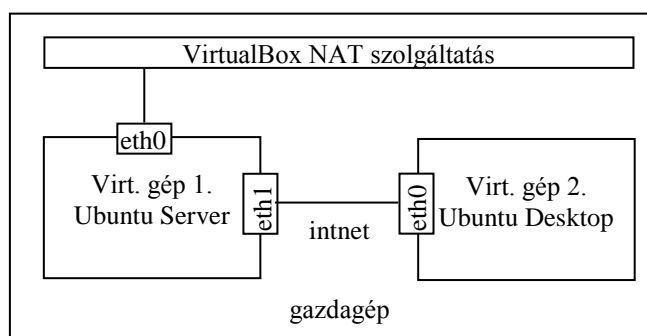 VirtualBox NAT szolgáltatás
eth0
Virt. gép 1.
Ubuntu Server
eth1
intnet
eth0
Virt. gép 2.
Ubuntu Desktop
gazdagép